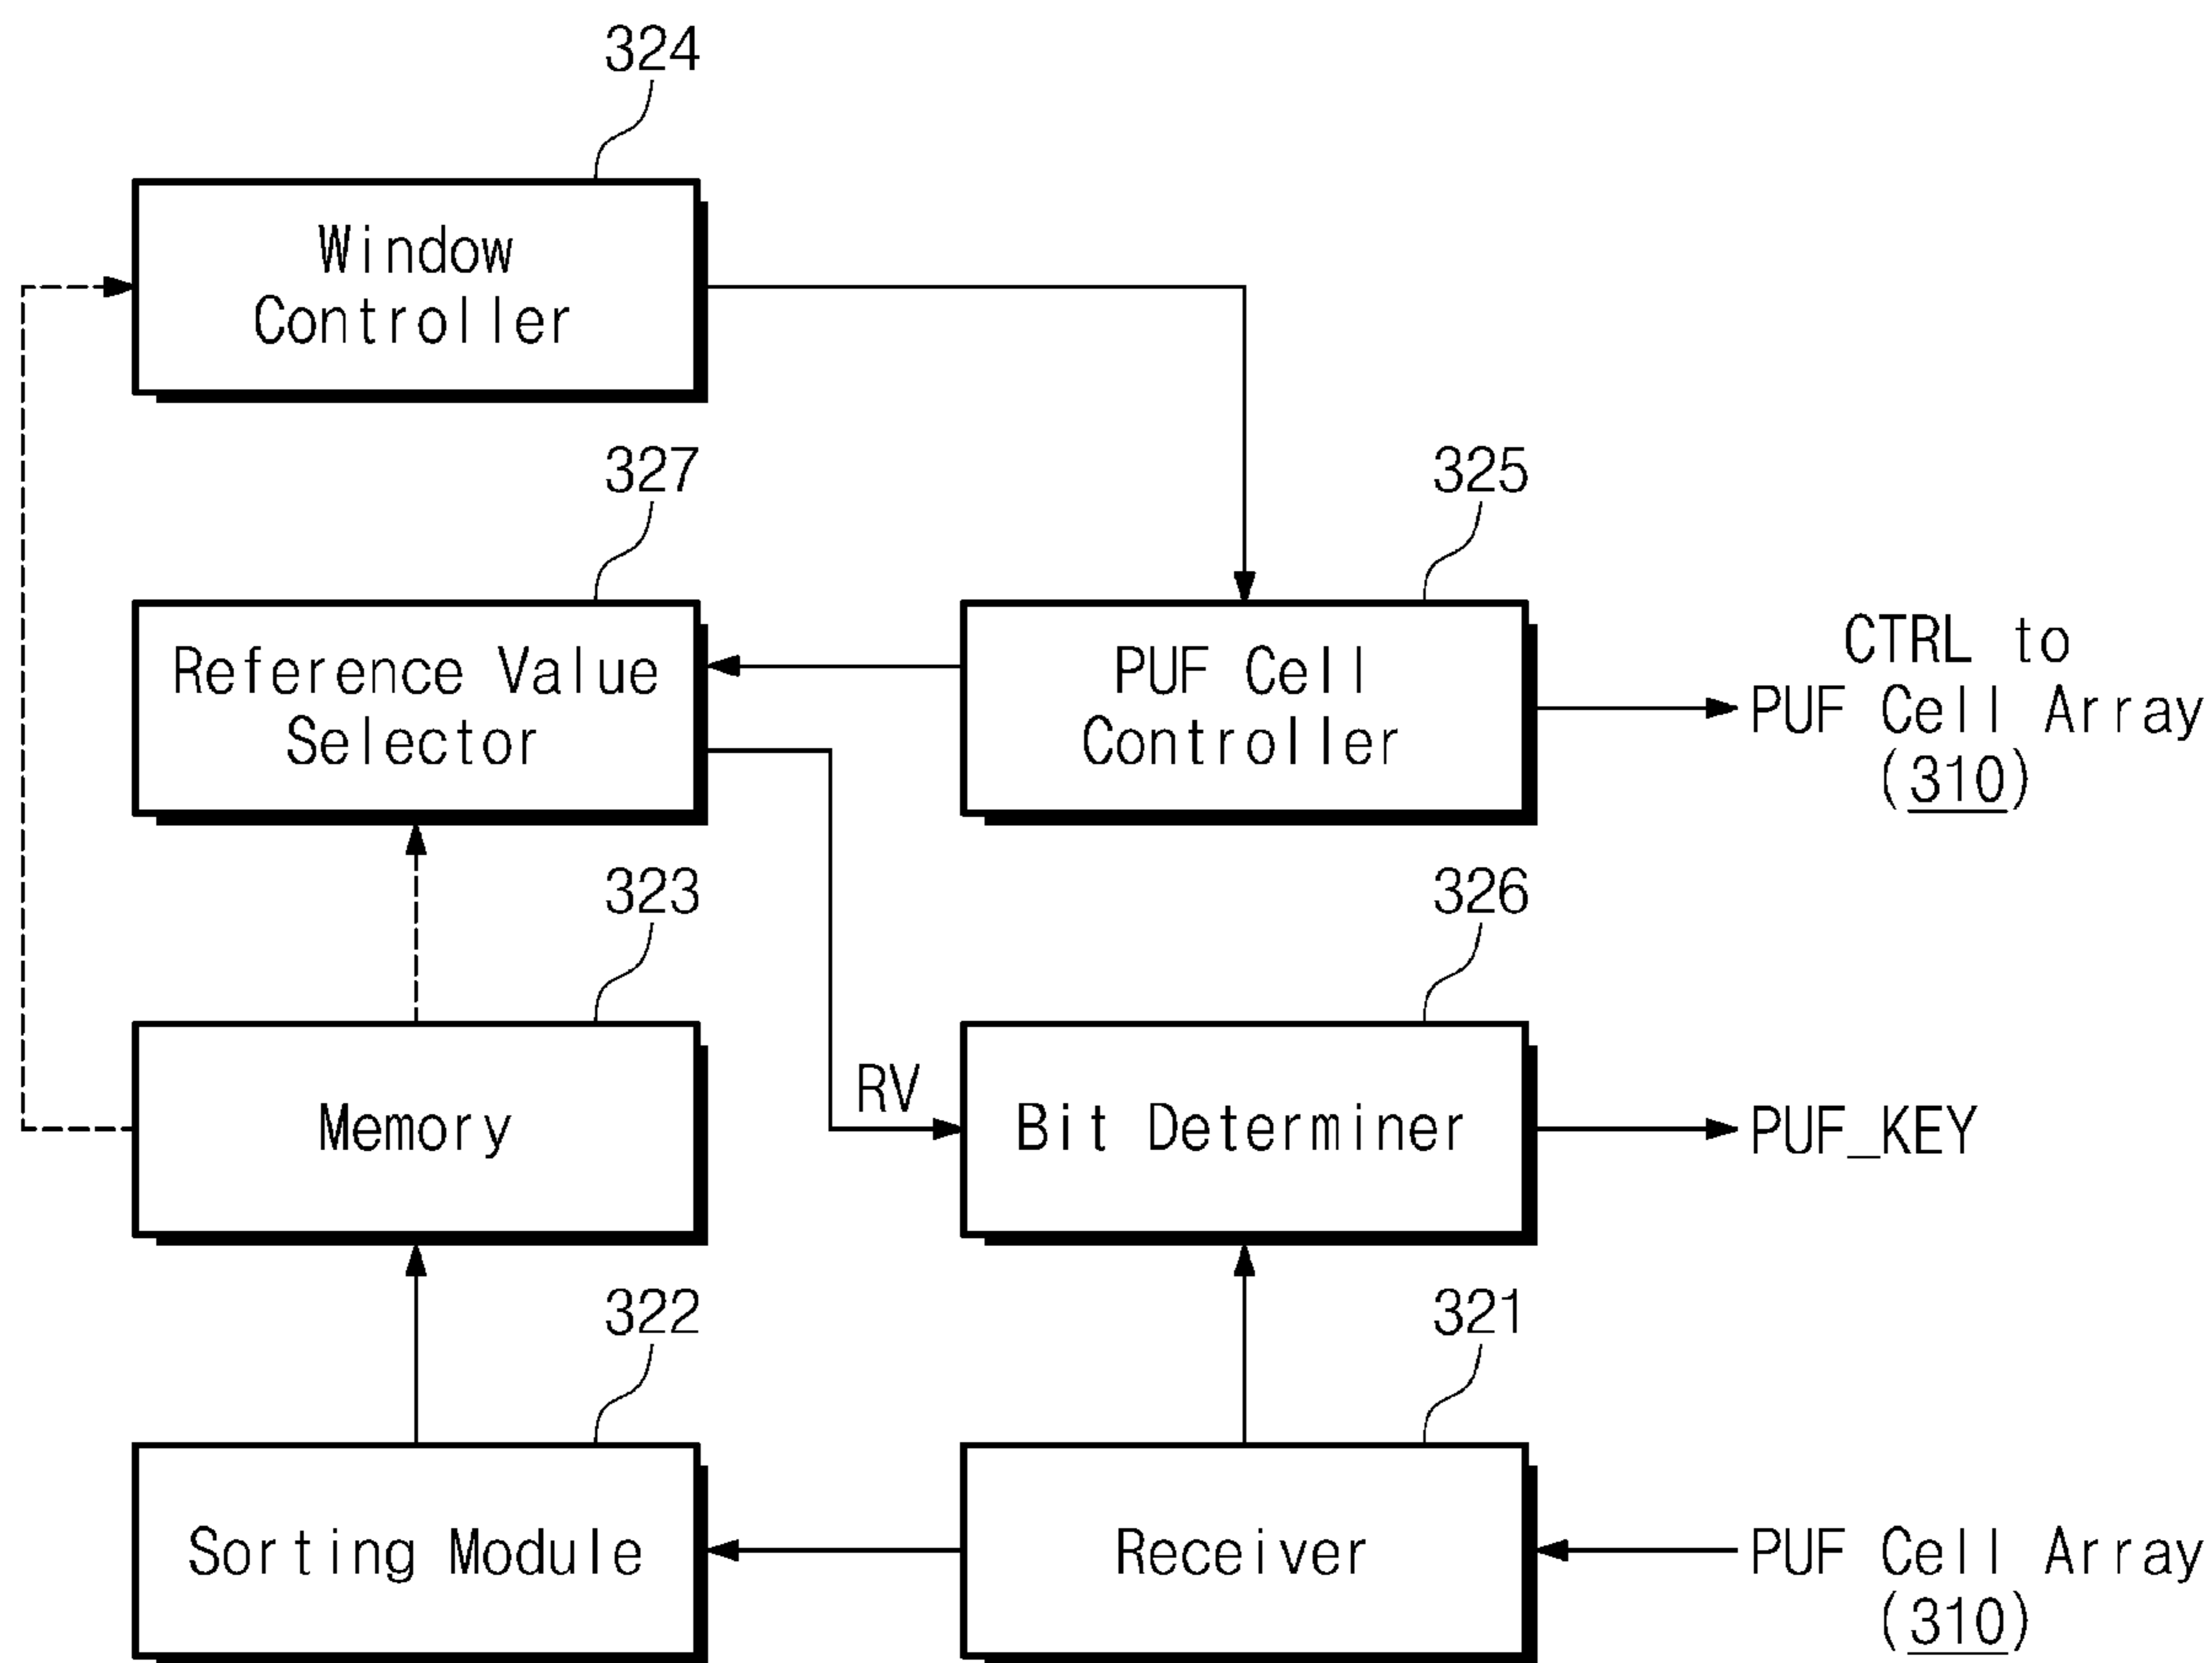 324
Window
Controller
327
325
Reference Value
Selector
PUF Cell
Controller
CTRL to
PUF Cell Array
(310)
323
326
Memory
RV
Bit Determiner
PUF_KEY
322
321
Sorting Module
Receiver
PUF Cell Array
(310)